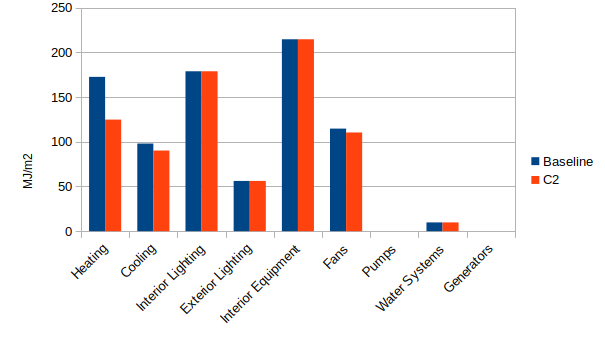 250
200
150
100
50
0
MJ/m2
Heating
Cooling
Interior Lighting
Exterior Lighting
Interior Equipment
Fans
Pumps
Water Systems
Generators
Baseline
C2